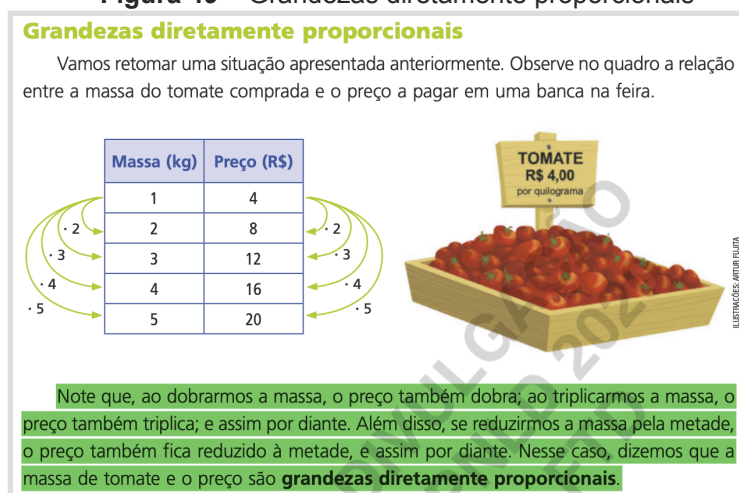 Grandezas diretamente proporcionais
Grandezas diretamente proporcionais
Vamos retomar uma situação apresentada anteriormente. Observe no quadro a relação
entre a massa do tomate comprada e o preço a pagar em uma banca na feira.
Massa (kg) Preço (R$)
1 4
2 8
3 12
4 16
5 20
· 2
· 3
· 4
· 5
· 2
· 3
· 4
· 5
TOMATE
R$ 4,00
por quilograma
ILUSTRAÇÕES: ARTUR FUJITA
Note que, ao dobrarmos a massa, o preço também dobra; ao triplicarmos a massa, o
preço também triplica; e assim por diante. Além disso, se reduzirmos a massa pela metade,
o preço também fica reduzido à metade, e assim por diante. Nesse caso, dizemos que a
massa de tomate e o preço são grandezas diretamente proporcionais.
DIVULGAÇÃO
FTD